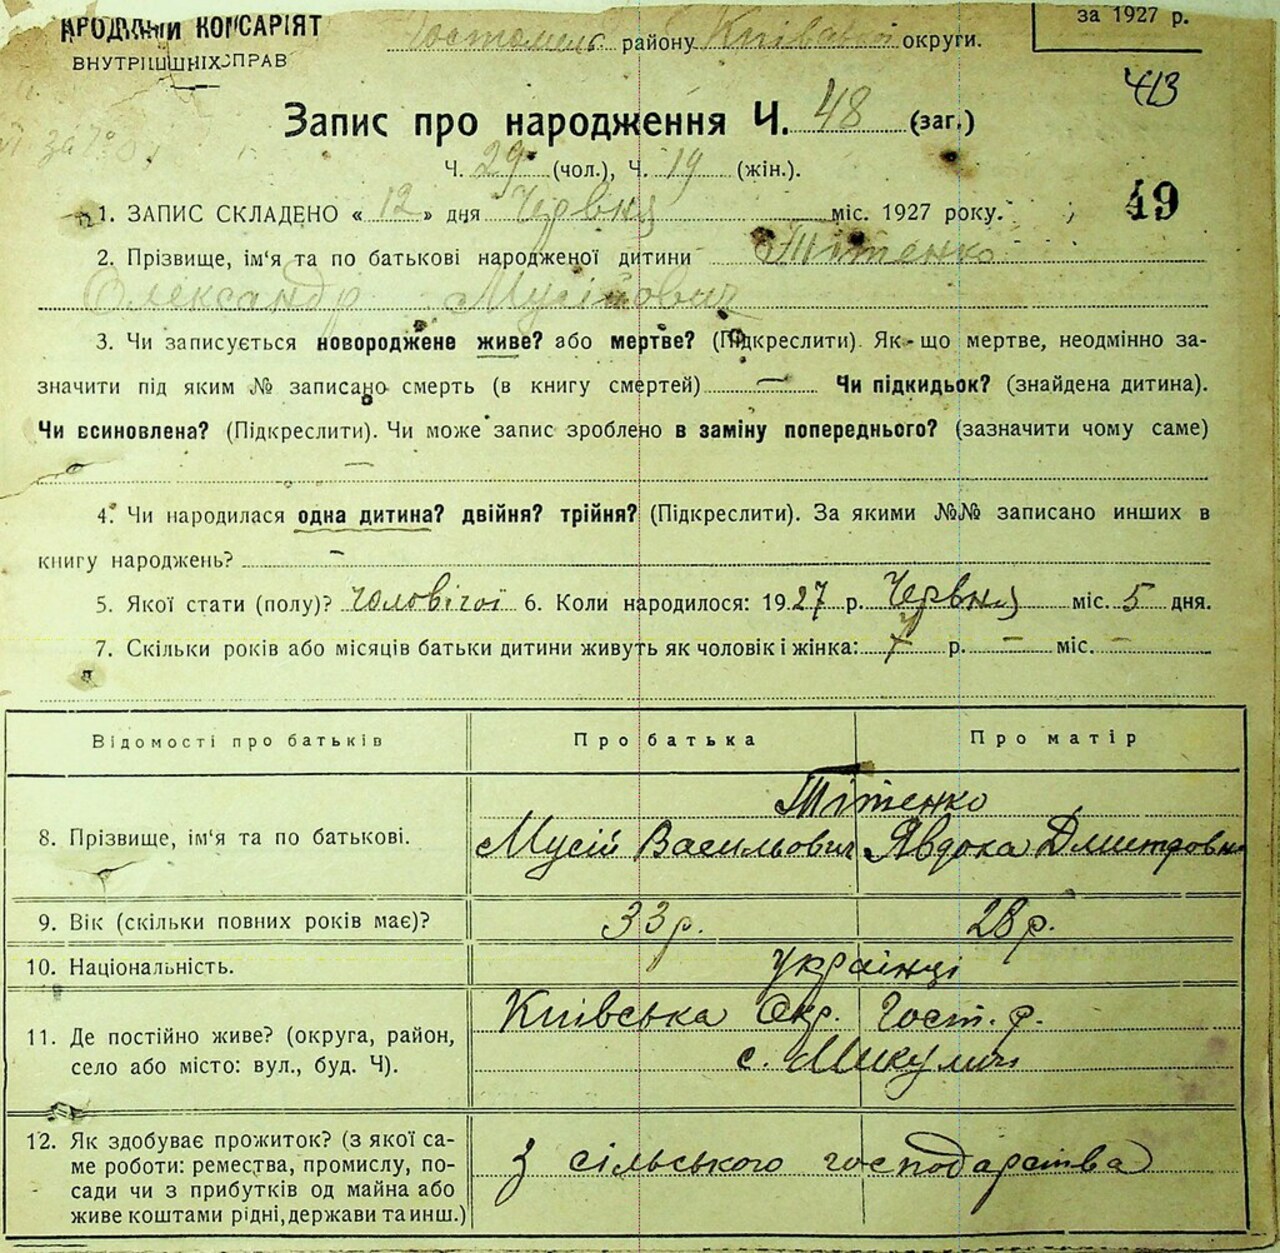 НАРОДНИЙ КОМІСАРІЯТ
ВНУТРІШНІХ СПРАВ
Гостомель району Київської округи.
за 1927 р.
413
Запис про народження Ч. 48 (заг.)
Ч. 29 (чол.), Ч. 19 (жін.).
49
1. ЗАПИС СКЛАДЕНО « 12 » дня Червня міс. 1927 року.
2. Прізвище, ім'я та по батькові народженої дитини Тітенко
Олександр Мусійович
3. Чи записується новороджене живе? або мертве? (Підкреслити). Як-що мертве, неодмінно за-
значити під яким № записано смерть (в книгу смертей) — Чи підкидьок? (знайдена дитина).
Чи всиновлена? (Підкреслити). Чи може запис зроблено в заміну попереднього? (зазначити чому саме)
—
4. Чи народилася одна дитина? двійня? трійня? (Підкреслити). За якими №№ записано инших в
книгу народжень? —
5. Якої стати (полу)? чоловічої 6. Коли народилося: 1927 р. Червня міс. 5 дня.
7. Скільки років або місяців батьки дитини живуть як чоловік і жінка: 7 р. — міс. —
Відомості про батьків Про батька Про матір
Тітенко
8. Прізвище, ім'я та по батькові. Мусій Васильович Явдоха Дмитровна
9. Вік (скільки повних років має)? 33 р. 28 р.
10. Національність. українці
Київська Окр. Гост. р.
11. Де постійно живе? (округа, район,
село або місто: вул., буд. Ч). с. Микуличі
12. Як здобуває прожиток? (з якої са-
ме роботи: ремества, промислу, по- З сільського господарства
сади чи з прибутків од майна або
живе коштами рідні, держави та инш.)